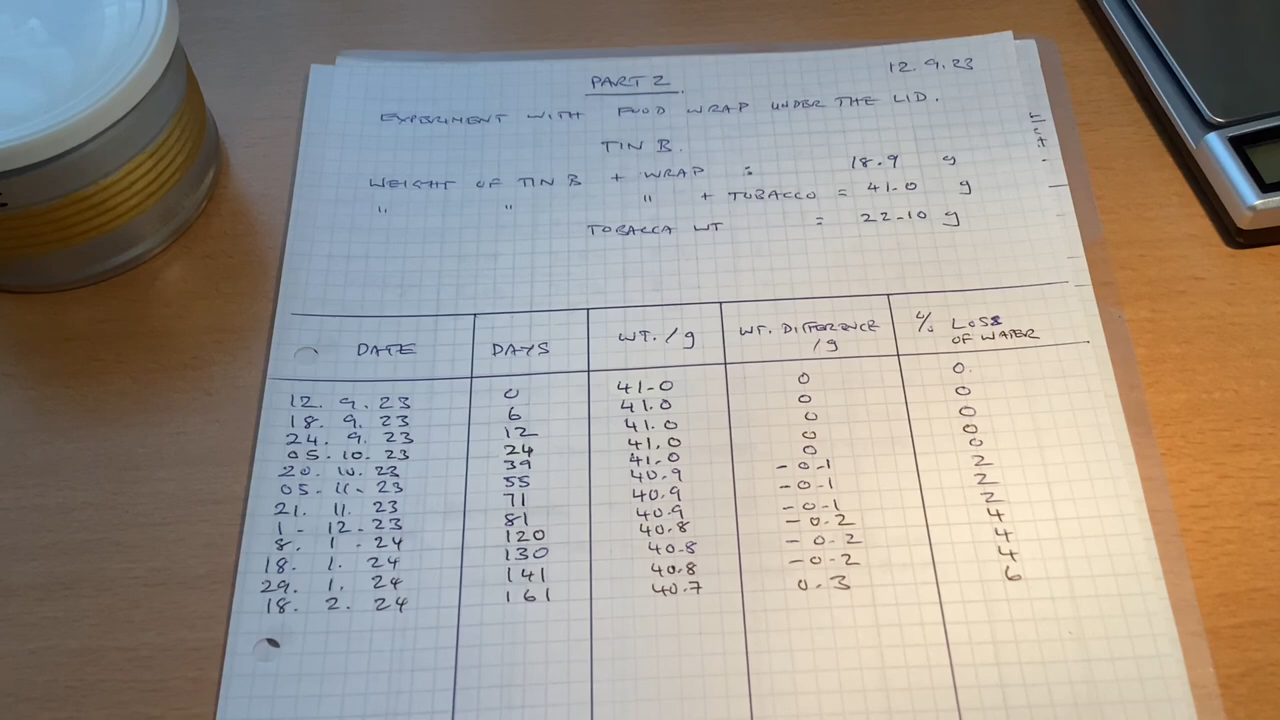 PART 2.
12.9.23
EXPERIMENT WITH FOOD WRAP UNDER THE LID.
TIN B.
WEIGHT OF TIN B + WRAP : 18.9 g
" " " + TOBACCO = 41.0 g
TOBACCA WT = 22-10 g
DATE DAYS WT. /g WT. DIFFERENCE /g % LOSS OF WATER
12. 9. 23 0 41.0 0 0.
18. 9. 23 6 41.0 0 0
24. 9. 23 12 41.0 0 0
05. 10. 23 24 41.0 0 0
20. 10. 23 39 41.0 0 0
05. 11. 23 55 40.9 -0.1 2
21. 11. 23 71 40.9 -0.1 2
1. 12. 23 81 40.9 -0.1 2
8. 1. 24 120 40.8 -0.2 4
18. 1. 24 130 40.8 -0.2 4
29. 1. 24 141 40.8 -0.2 4
18. 2. 24 161 40.7 0.3 6